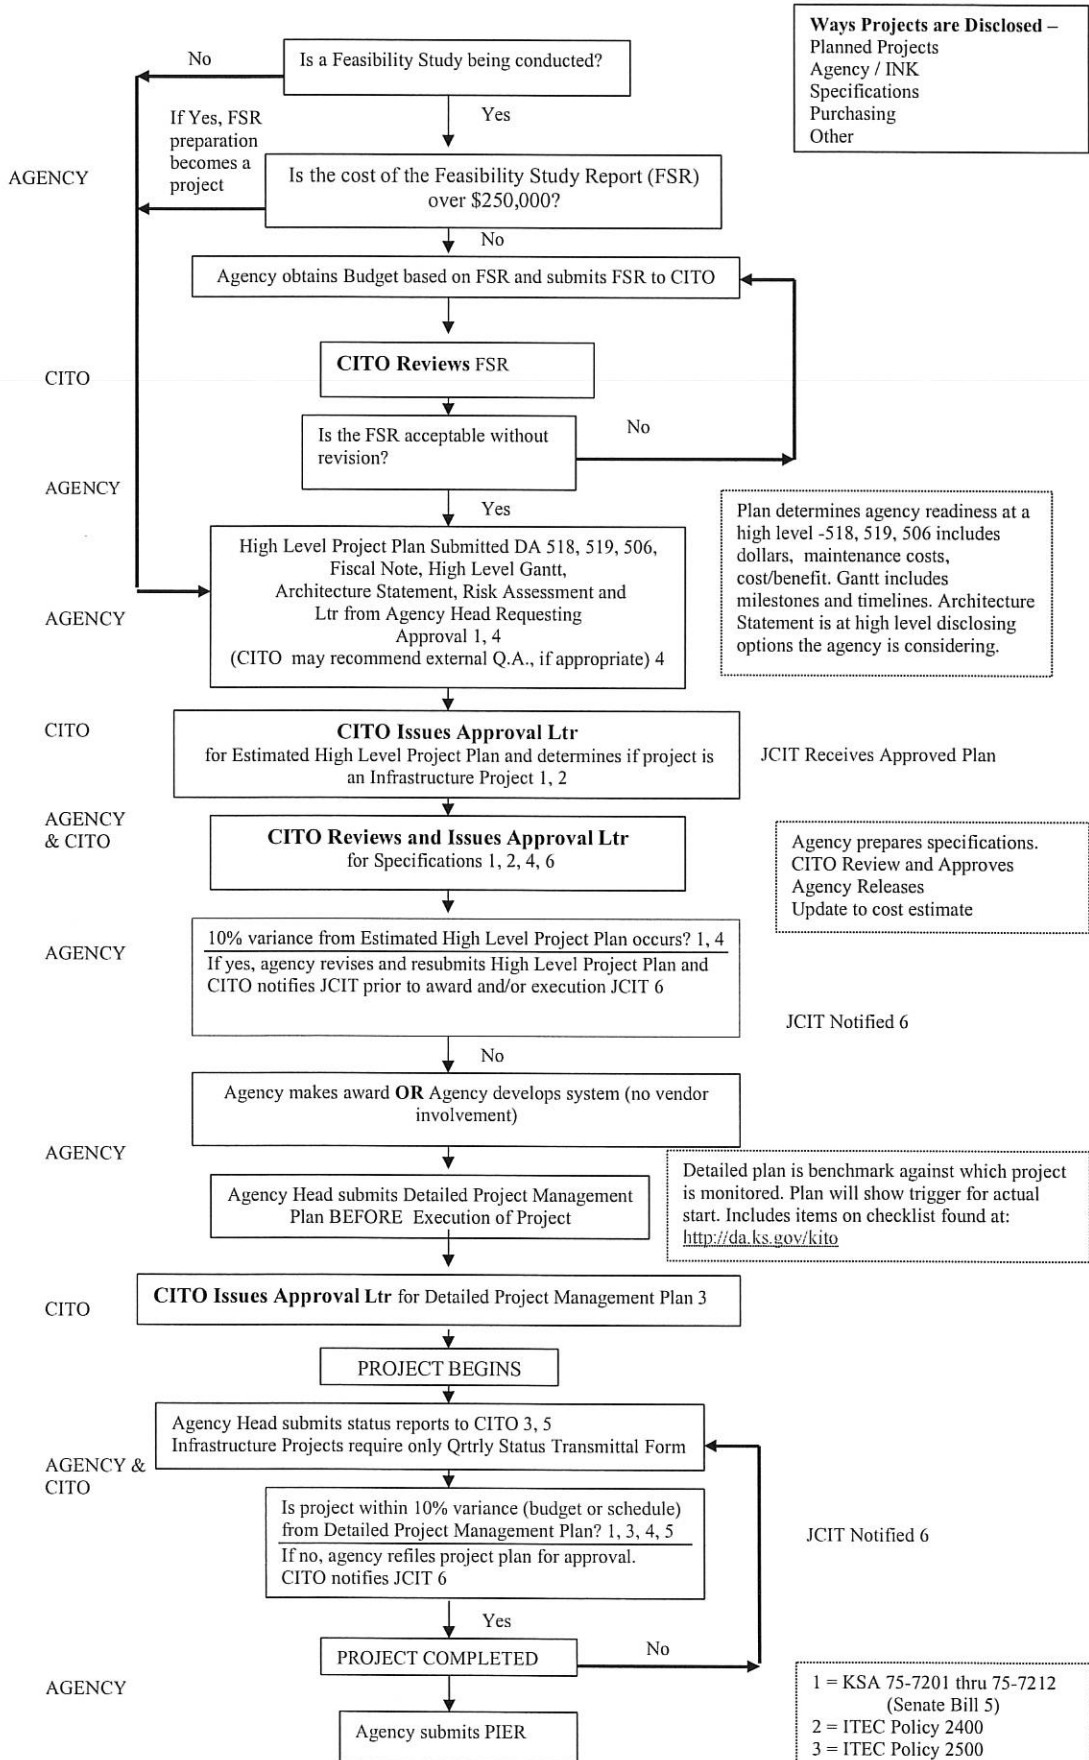 Ways Projects are Disclosed –
Planned Projects
Agency / INK
Specifications
Purchasing
Other
No
Is a Feasibility Study being conducted?
Yes
If Yes, FSR
preparation
becomes a
project
AGENCY
Is the cost of the Feasibility Study Report (FSR)
over $250,000?
No
Agency obtains Budget based on FSR and submits FSR to CITO
CITO
CITO Reviews FSR
Is the FSR acceptable without
revision?
No
AGENCY
Yes
High Level Project Plan Submitted DA 518, 519, 506,
Fiscal Note, High Level Gantt,
Architecture Statement, Risk Assessment and
Ltr from Agency Head Requesting
Approval 1, 4
(CITO may recommend external Q.A., if appropriate) 4
AGENCY
Plan determines agency readiness at a
high level -518, 519, 506 includes
dollars, maintenance costs,
cost/benefit. Gantt includes
milestones and timelines. Architecture
Statement is at high level disclosing
options the agency is considering.
CITO
CITO Issues Approval Ltr
for Estimated High Level Project Plan and determines if project is
an Infrastructure Project 1, 2
JCIT Receives Approved Plan
AGENCY
& CITO
CITO Reviews and Issues Approval Ltr
for Specifications 1, 2, 4, 6
Agency prepares specifications.
CITO Review and Approves
Agency Releases
Update to cost estimate
AGENCY
10% variance from Estimated High Level Project Plan occurs? 1, 4
If yes, agency revises and resubmits High Level Project Plan and
CITO notifies JCIT prior to award and/or execution JCIT 6
JCIT Notified 6
No
Agency makes award OR Agency develops system (no vendor
involvement)
AGENCY
Agency Head submits Detailed Project Management
Plan BEFORE Execution of Project
Detailed plan is benchmark against which project
is monitored. Plan will show trigger for actual
start. Includes items on checklist found at:
http://da.ks.gov/kito
CITO
CITO Issues Approval Ltr for Detailed Project Management Plan 3
PROJECT BEGINS
Agency Head submits status reports to CITO 3, 5
Infrastructure Projects require only Qrtrly Status Transmittal Form
AGENCY &
CITO
Is project within 10% variance (budget or schedule)
from Detailed Project Management Plan? 1, 3, 4, 5
If no, agency refiles project plan for approval.
CITO notifies JCIT 6
JCIT Notified 6
Yes
PROJECT COMPLETED
No
AGENCY
Agency submits PIER
1 = KSA 75-7201 thru 75-7212
(Senate Bill 5)
2 = ITEC Policy 2400
3 = ITEC Policy 2500